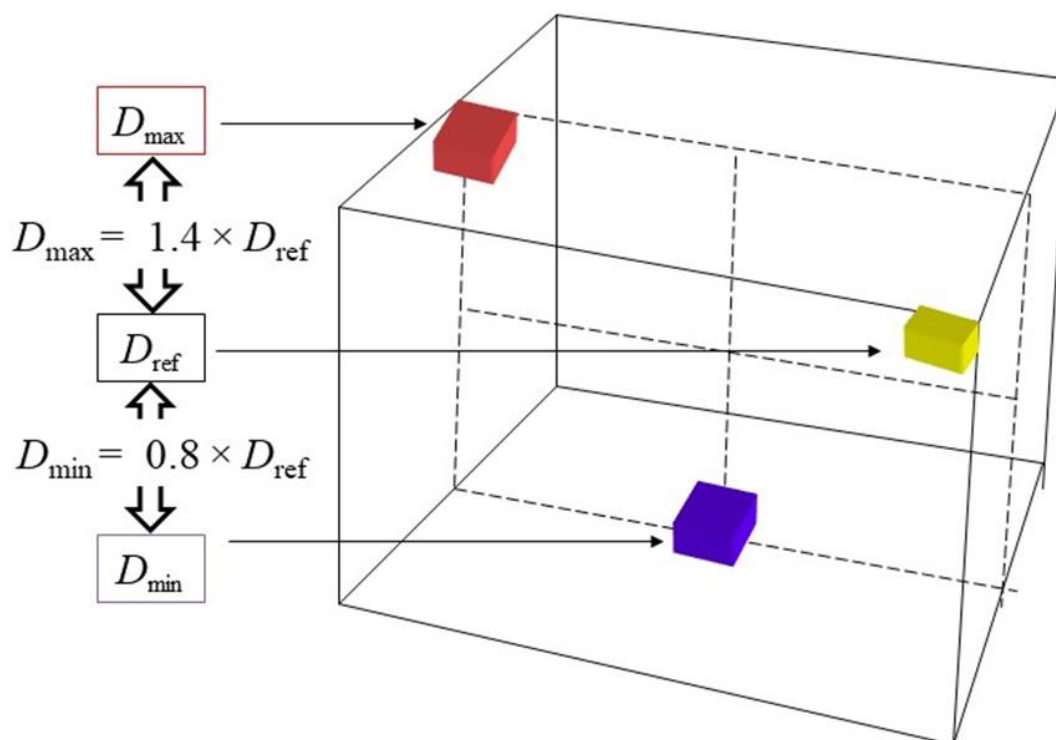 Dmax
Dmax = 1.4 × Dref
Dref
Dmin = 0.8 × Dref
Dmin